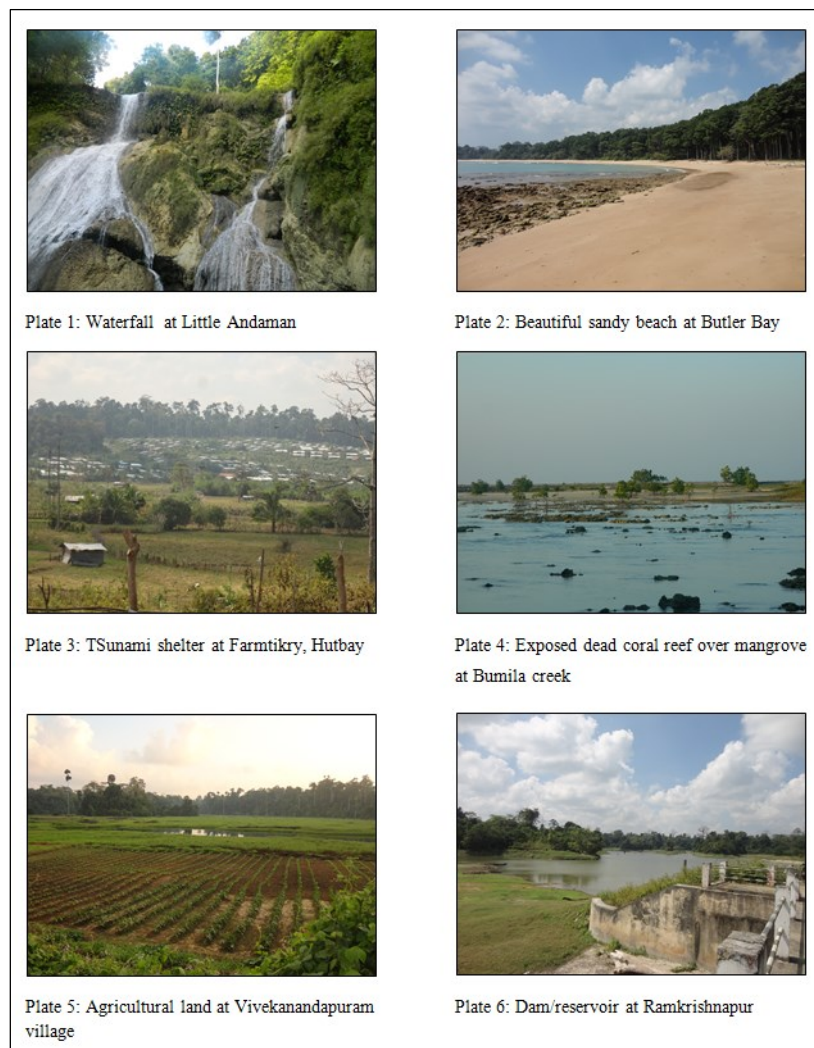 Plate 1: Waterfall at Little Andaman
Plate 2: Beautiful sandy beach at Butler Bay
Plate 3: TSunami shelter at Farmtikry, Hutbay
Plate 4: Exposed dead coral reef over mangrove
at Bumila creek
Plate 5: Agricultural land at Vivekanandapuram
village
Plate 6: Dam/reservoir at Ramkrishnapur